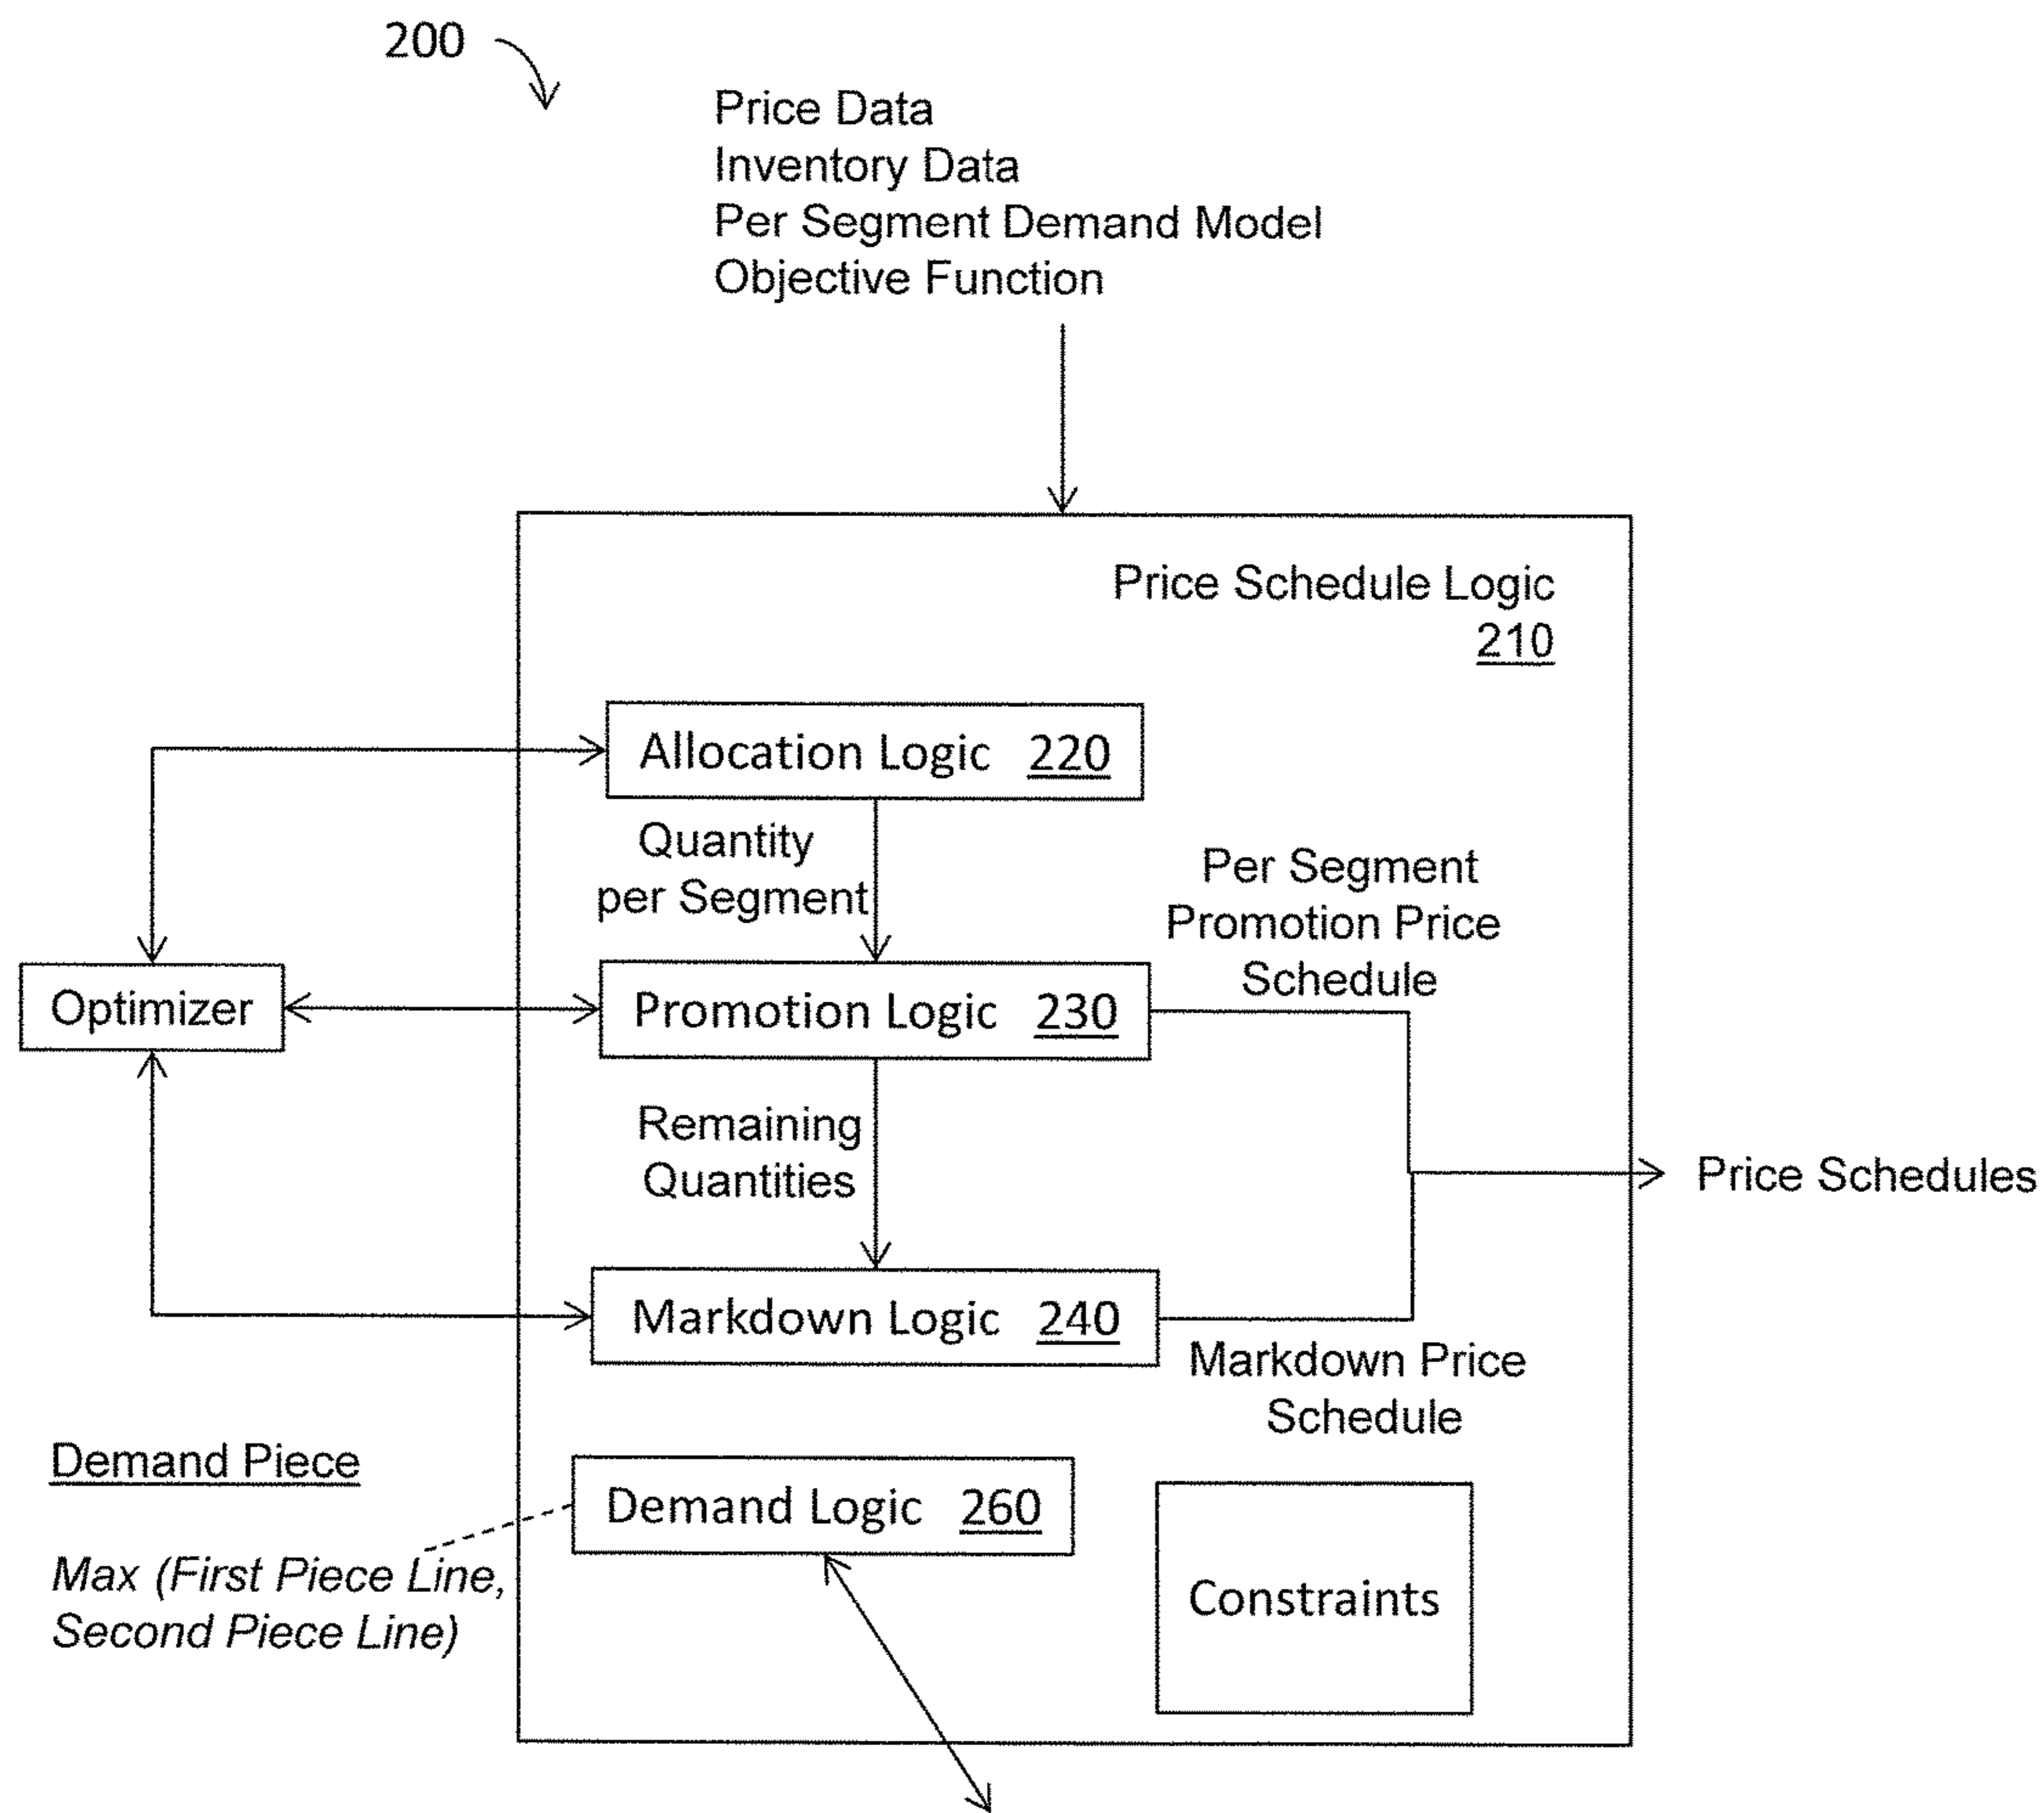 200
Price Data
Inventory Data
Per Segment Demand Model
Objective Function
Price Schedule Logic
210
Allocation Logic 220
Quantity
per Segment
Per Segment
Promotion Price
Schedule
Optimizer
Promotion Logic 230
Remaining
Quantities
Price Schedules
Markdown Logic 240
Markdown Price
Schedule
Demand Piece
Demand Logic 260
Max (First Piece Line,
Second Piece Line)
Constraints